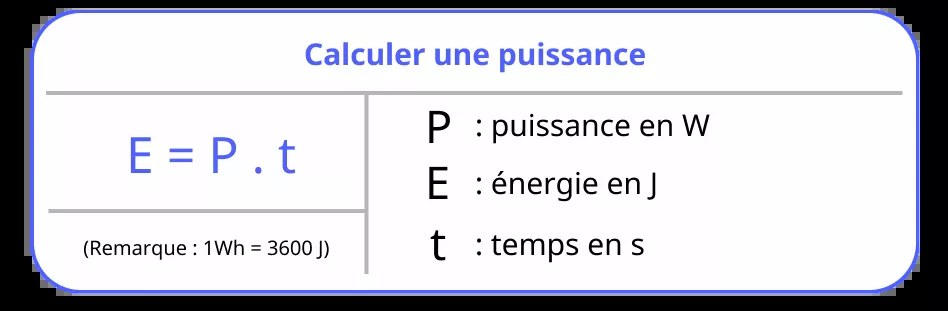 Calculer une puissance
E = P . t
(Remarque : 1Wh = 3600 J)
P : puissance en W
E : énergie en J
t : temps en s